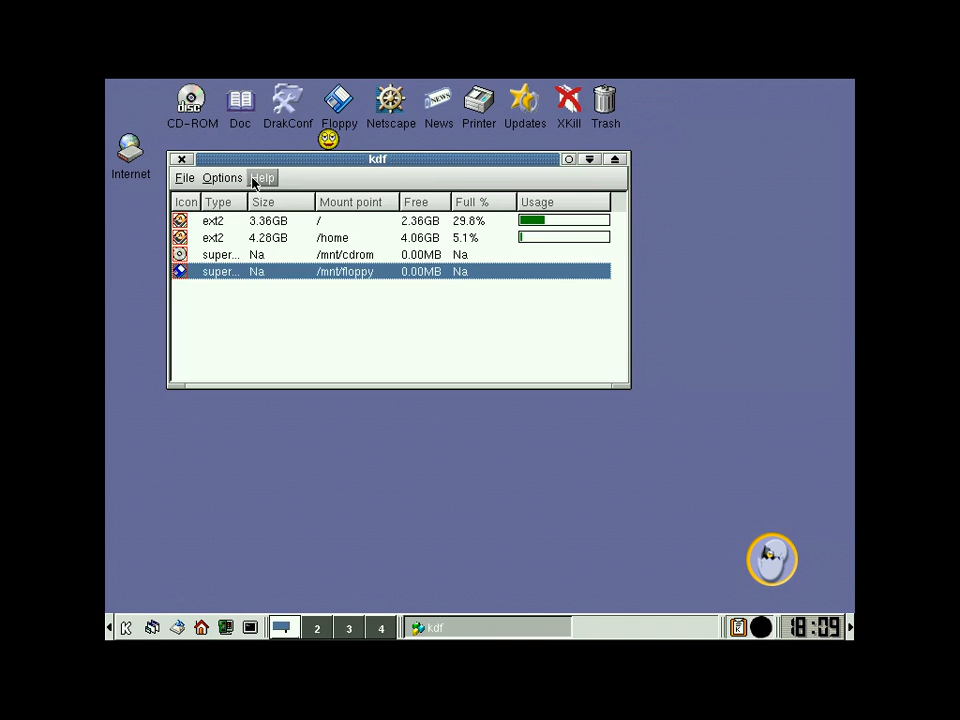 disc
NEWS
CD-ROM Doc DrakConf Floppy Netscape News Printer Updates XKill Trash
Internet
kdf
File Options Help
Icon Type Size Mount point Free Full % Usage
ext2 3.36GB / 2.36GB 29.8%
ext2 4.28GB /home 4.06GB 5.1%
super... Na /mnt/cdrom 0.00MB Na
super... Na /mnt/floppy 0.00MB Na
K 2 3 4 kdf 18:09